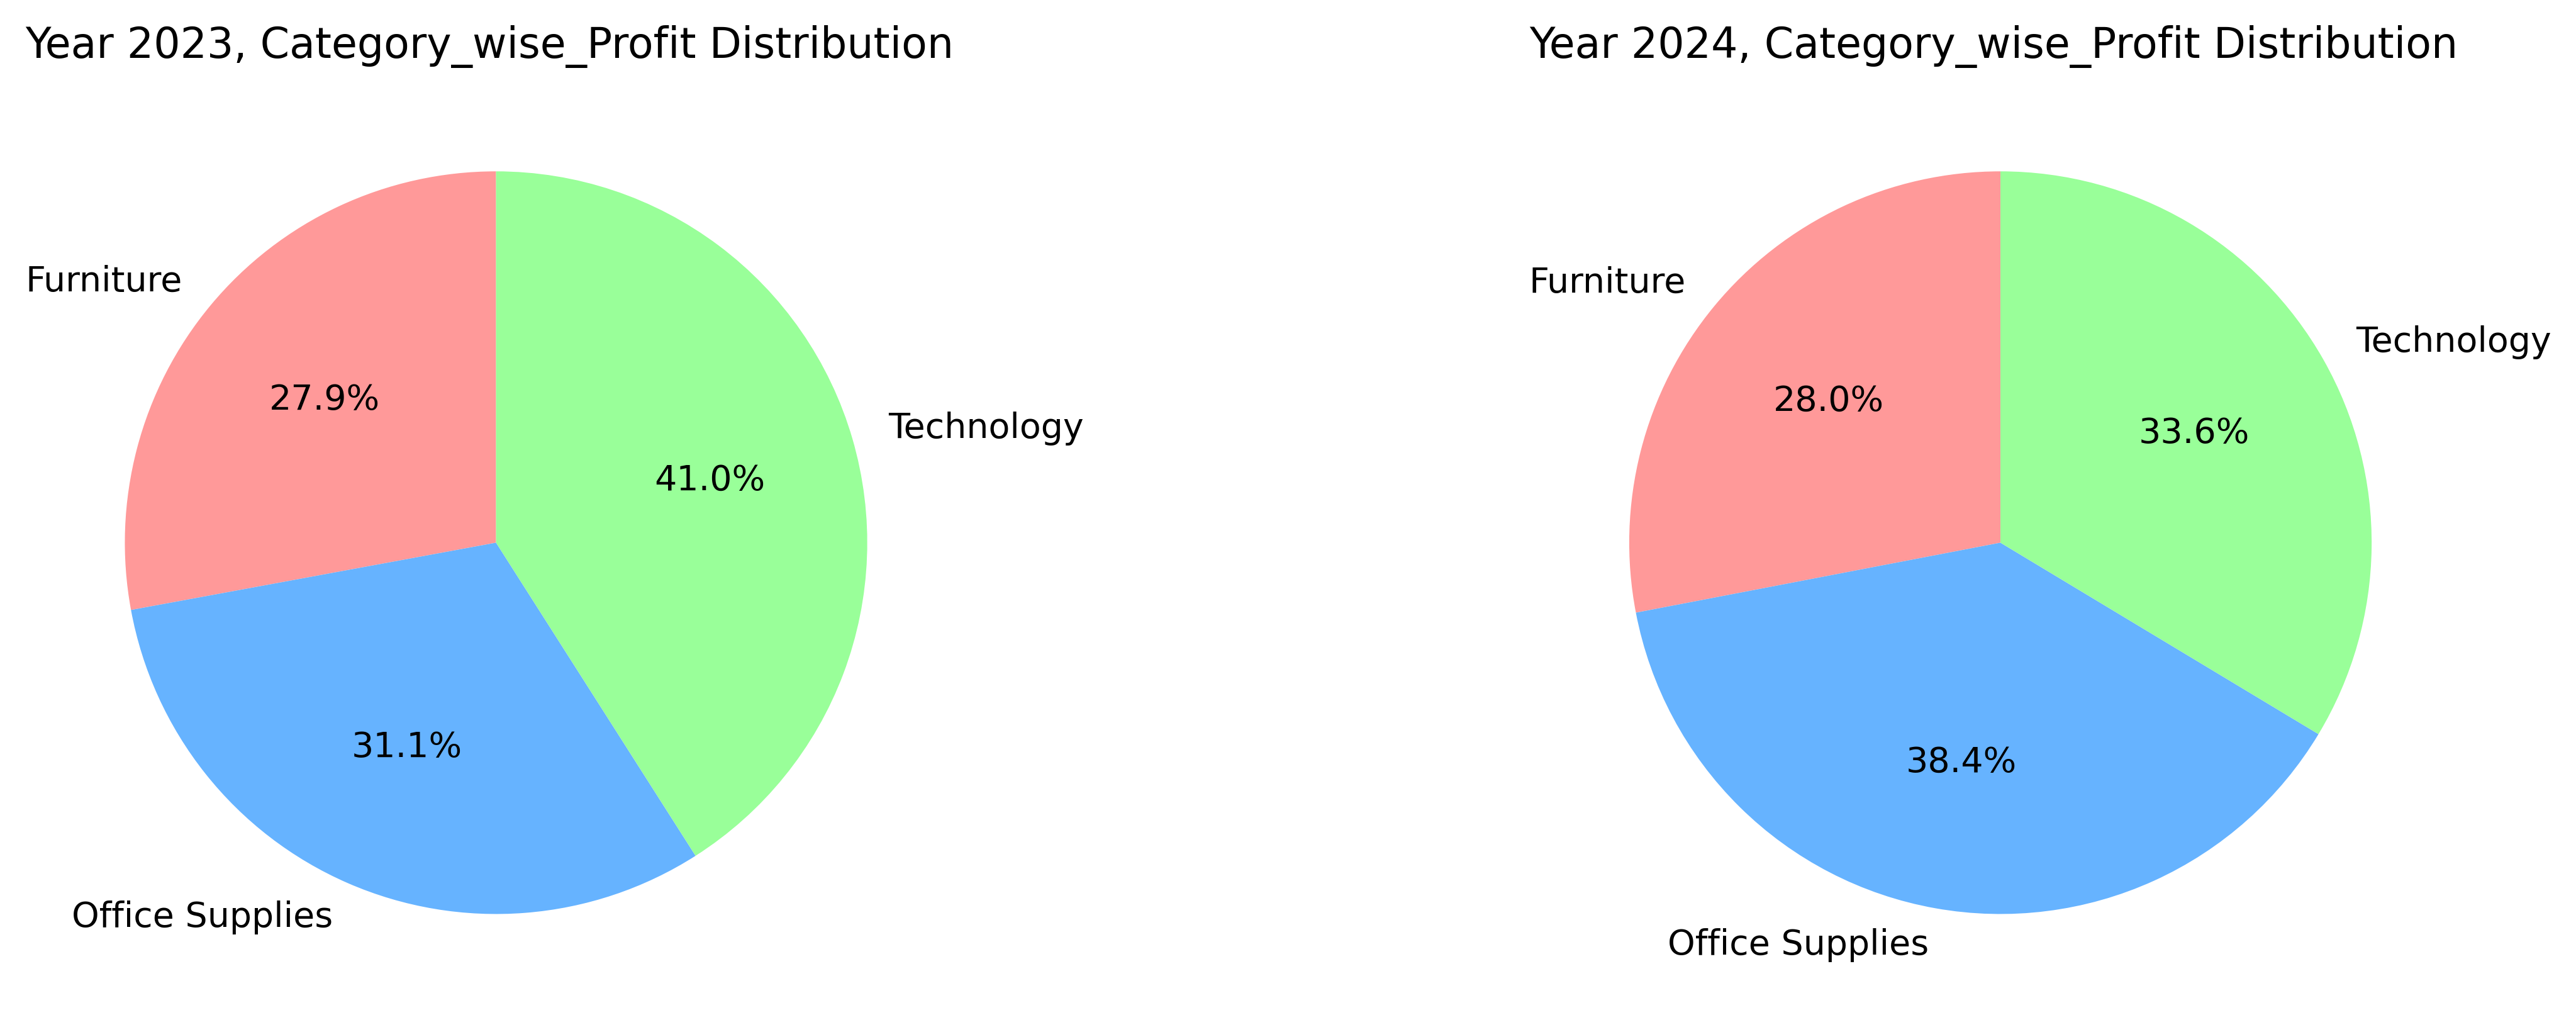 Year 2023, Category_wise_Profit Distribution
Furniture
27.9%
Technology
41.0%
31.1%
Office Supplies
Year 2024, Category_wise_Profit Distribution
Furniture
28.0%
Technology
33.6%
38.4%
Office Supplies